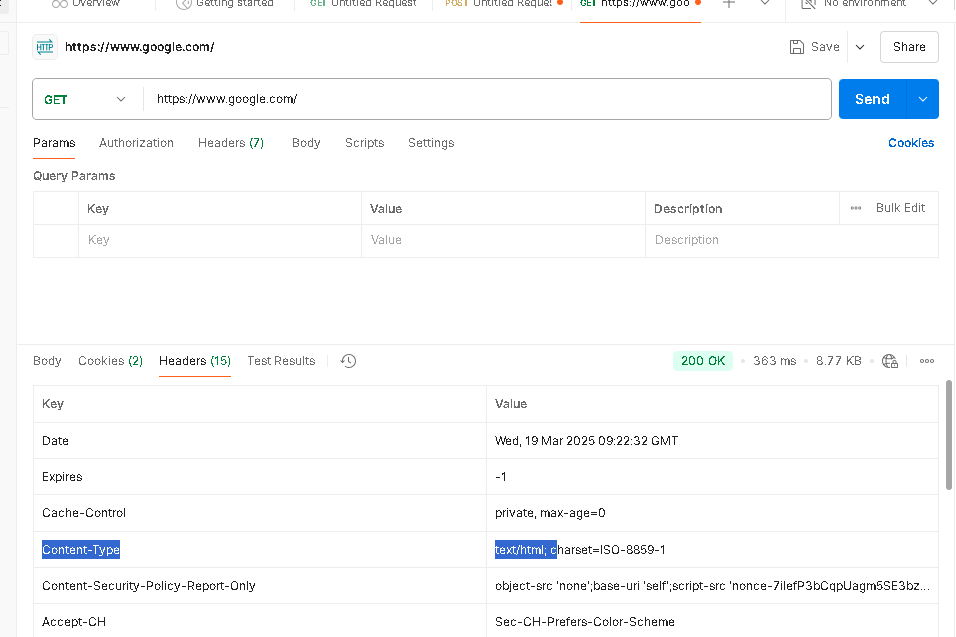 Overview Getting started GET Untitled Request POST Untitled Reques GET https://www.goo No environment
HTTP https://www.google.com/ Save Share
GET https://www.google.com/ Send
Params Authorization Headers (7) Body Scripts Settings Cookies
Query Params
Key Value Description Bulk Edit
Key Value Description
Body Cookies (2) Headers (15) Test Results 200 OK 363 ms 8.77 KB
Key Value
Date Wed, 19 Mar 2025 09:22:32 GMT
Expires -1
Cache-Control private, max-age=0
Content-Type text/html; charset=ISO-8859-1
Content-Security-Policy-Report-Only object-src 'none';base-uri 'self';script-src 'nonce-7ilefP3bCqpUagm5SE3bz...
Accept-CH Sec-CH-Prefers-Color-Scheme